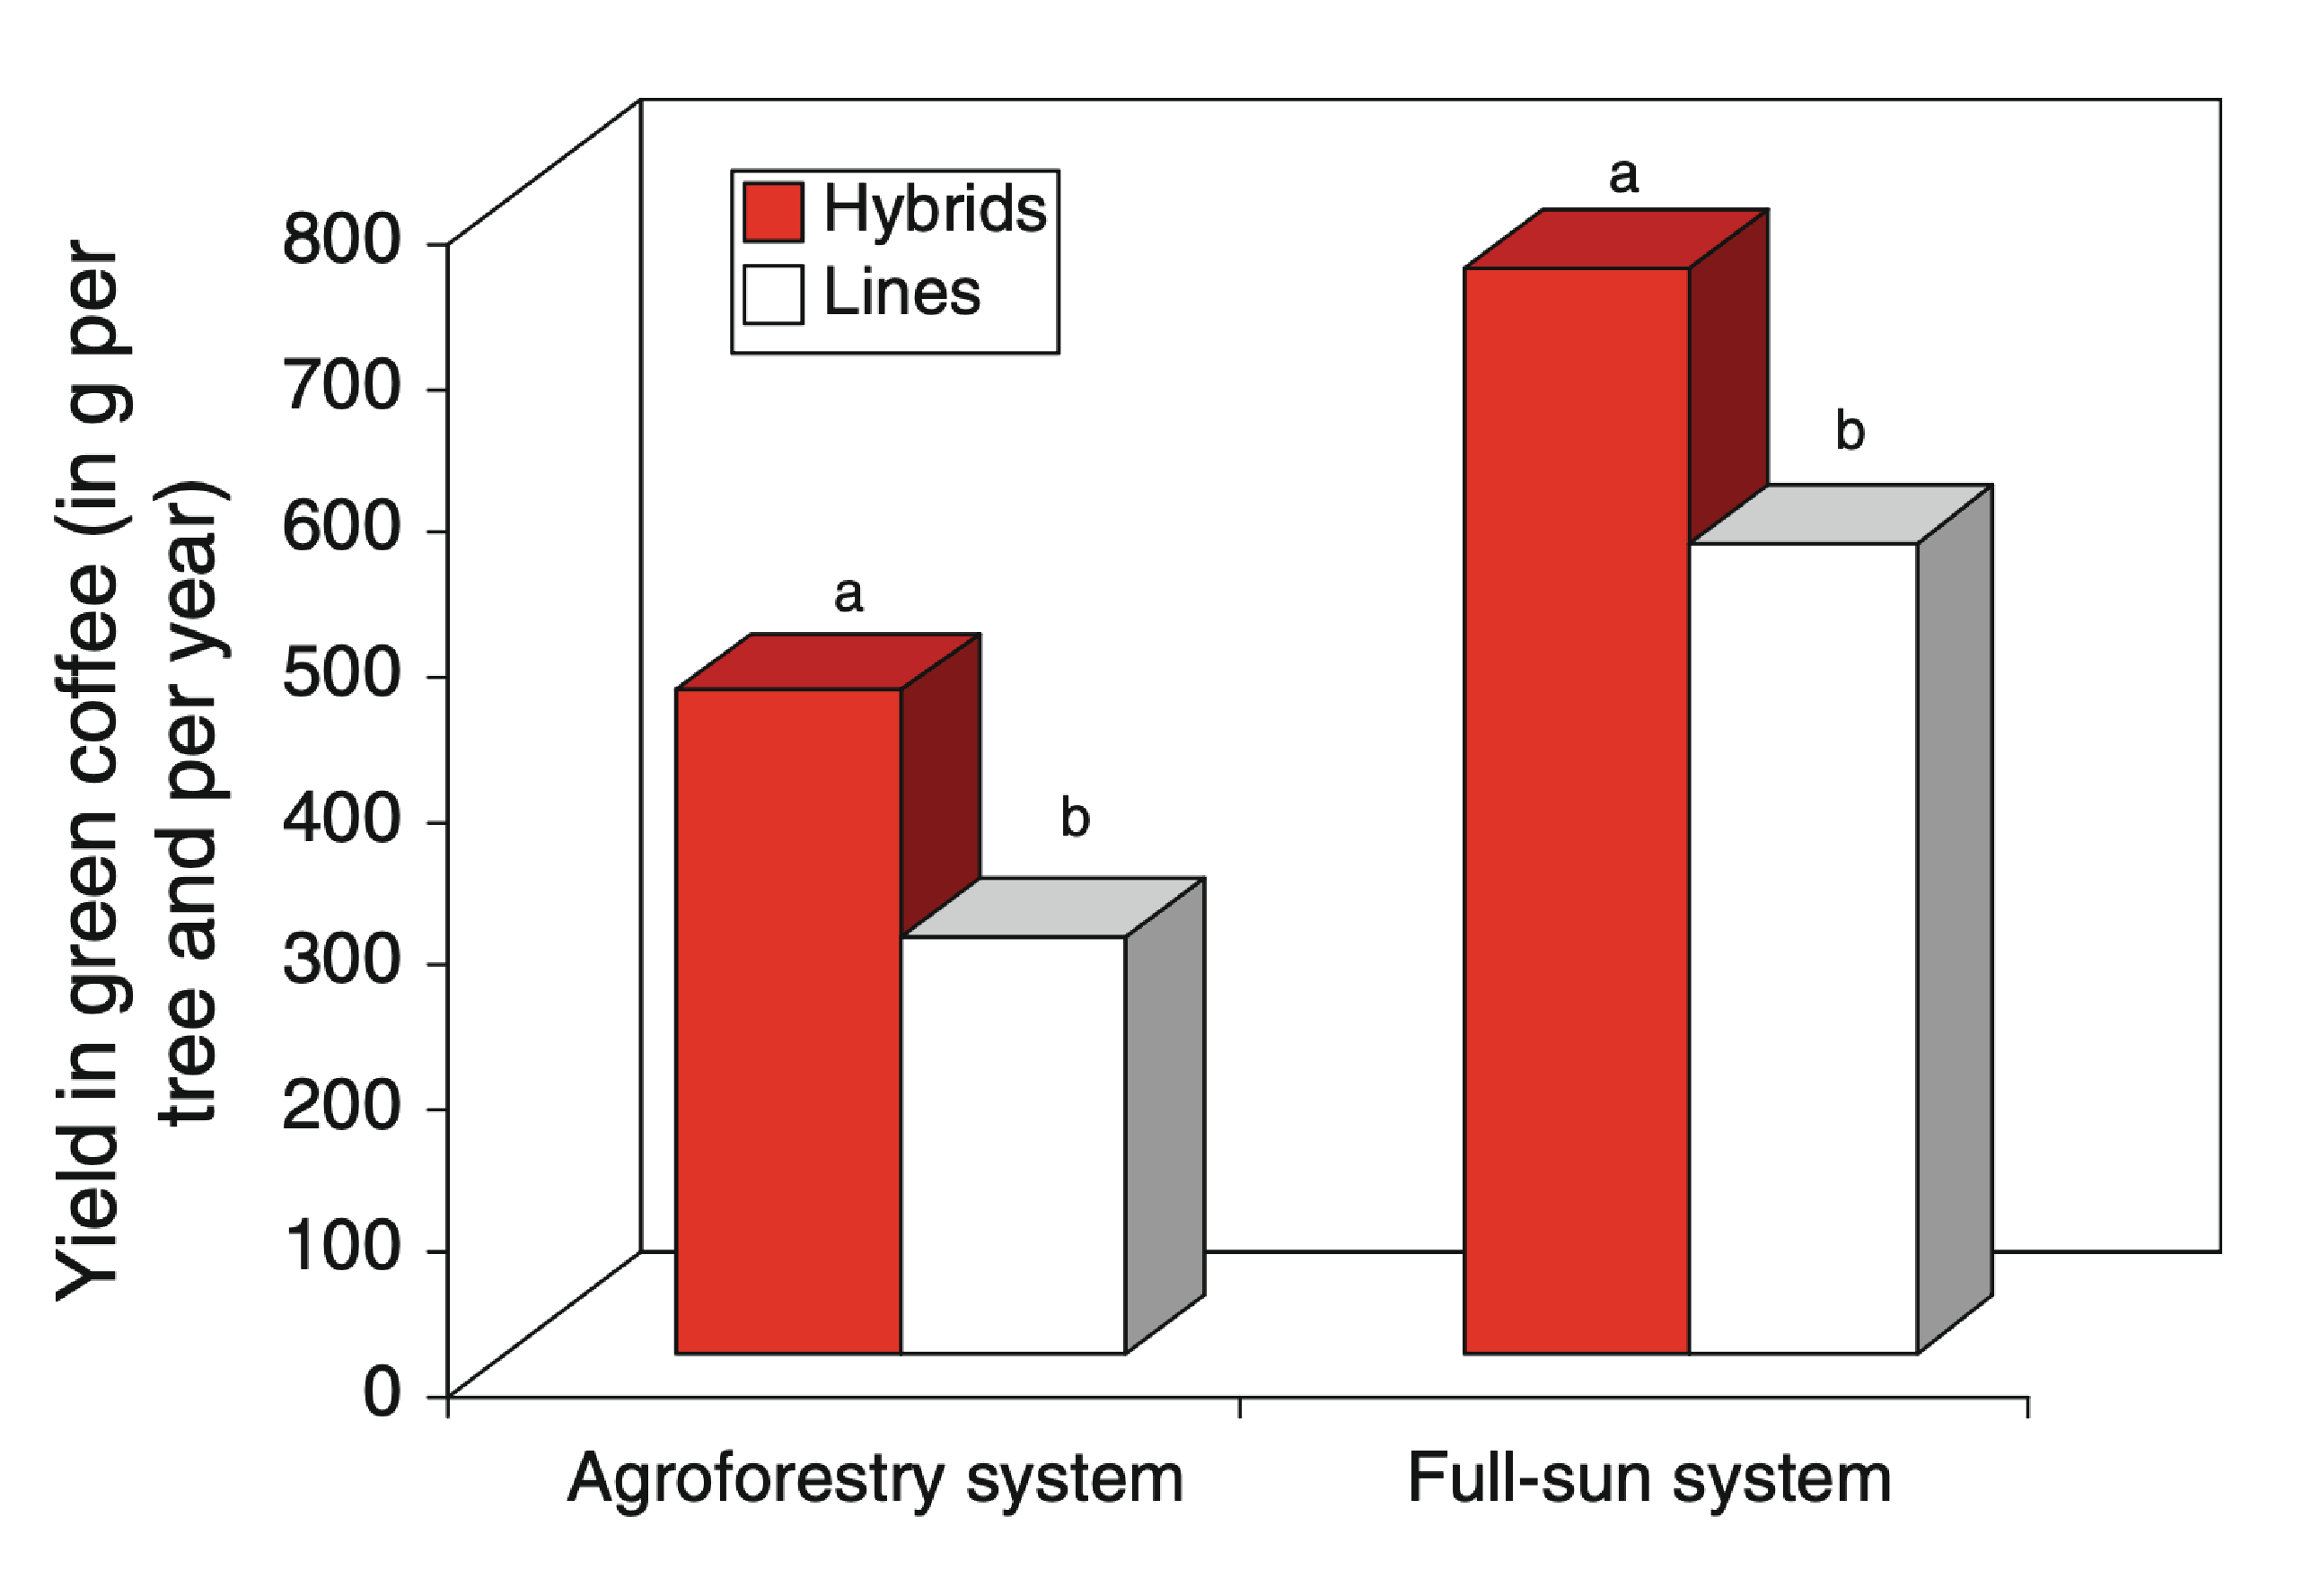 Yield in green coffee (in g per
tree and per year)
800
700
600
500
400
300
200
100
0
Hybrids
Lines
a
b
a
b
Agroforestry system
Full-sun system